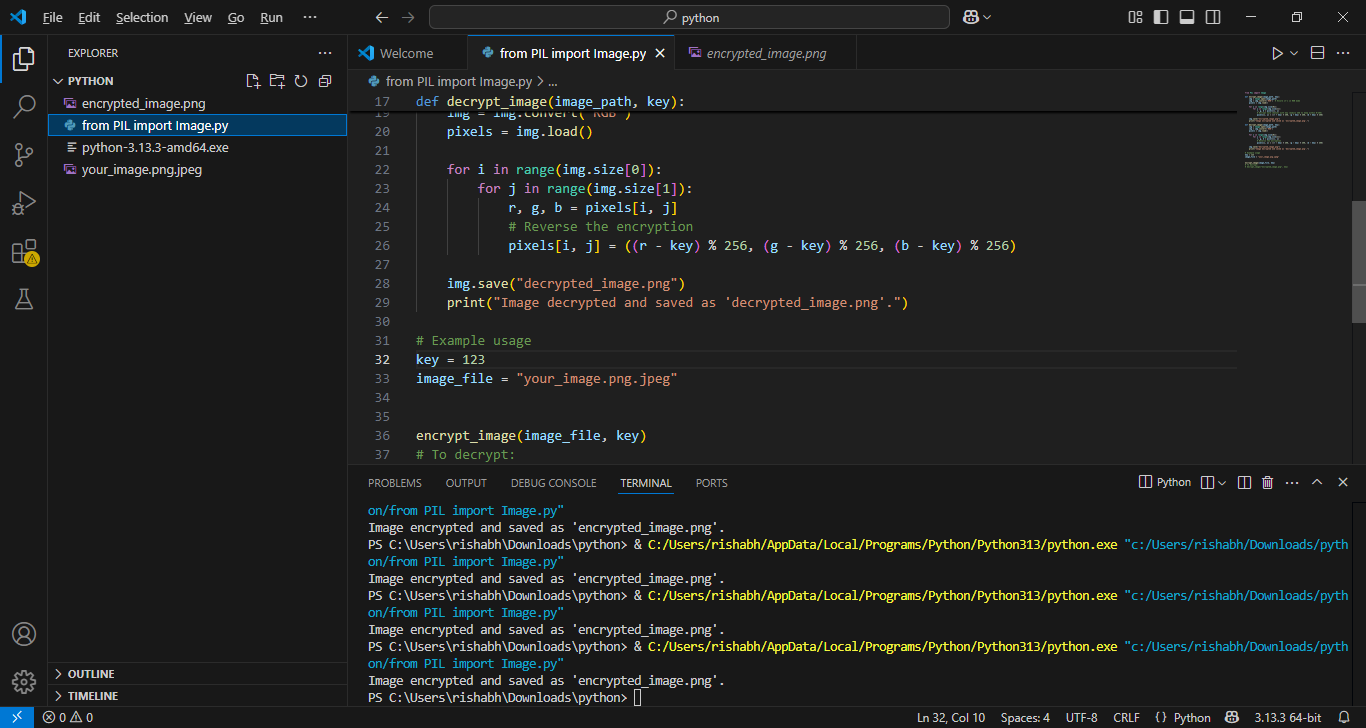 File Edit Selection View Go Run ··· python
EXPLORER ···
PYTHON
encrypted_image.png
from PIL import Image.py
python-3.13.3-amd64.exe
your_image.png.jpeg
OUTLINE
TIMELINE
Welcome from PIL import Image.py encrypted_image.png
from PIL import Image.py > ...
17 def decrypt_image(image_path, key):
19 img = img.convert("RGB")
20 pixels = img.load()
21
22 for i in range(img.size[0]):
23 for j in range(img.size[1]):
24 r, g, b = pixels[i, j]
25 # Reverse the encryption
26 pixels[i, j] = ((r - key) % 256, (g - key) % 256, (b - key) % 256)
27
28 img.save("decrypted_image.png")
29 print("Image decrypted and saved as 'decrypted_image.png'.")
30
31 # Example usage
32 key = 123
33 image_file = "your_image.png.jpeg"
34
35
36 encrypt_image(image_file, key)
37 # To decrypt:
PROBLEMS OUTPUT DEBUG CONSOLE TERMINAL PORTS Python ···
on/from PIL import Image.py"
Image encrypted and saved as 'encrypted_image.png'.
PS C:\Users\rishabh\Downloads\python> & C:/Users/rishabh/AppData/Local/Programs/Python/Python313/python.exe "c:/Users/rishabh/Downloads/pyth
on/from PIL import Image.py"
Image encrypted and saved as 'encrypted_image.png'.
PS C:\Users\rishabh\Downloads\python> & C:/Users/rishabh/AppData/Local/Programs/Python/Python313/python.exe "c:/Users/rishabh/Downloads/pyth
on/from PIL import Image.py"
Image encrypted and saved as 'encrypted_image.png'.
PS C:\Users\rishabh\Downloads\python> & C:/Users/rishabh/AppData/Local/Programs/Python/Python313/python.exe "c:/Users/rishabh/Downloads/pyth
on/from PIL import Image.py"
Image encrypted and saved as 'encrypted_image.png'.
PS C:\Users\rishabh\Downloads\python>
0 0 Ln 32, Col 10 Spaces: 4 UTF-8 CRLF {} Python 3.13.3 64-bit